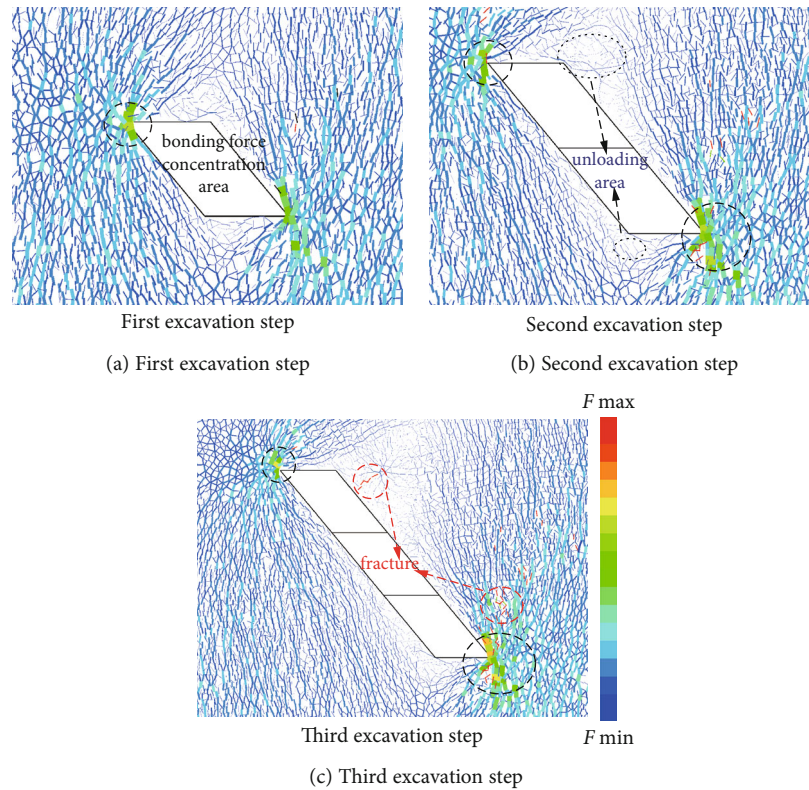 bonding force
concentration
area
First excavation step
(a) First excavation step
unloading
area
Second excavation step
(b) Second excavation step
fracture
Third excavation step
(c) Third excavation step
F max
F min